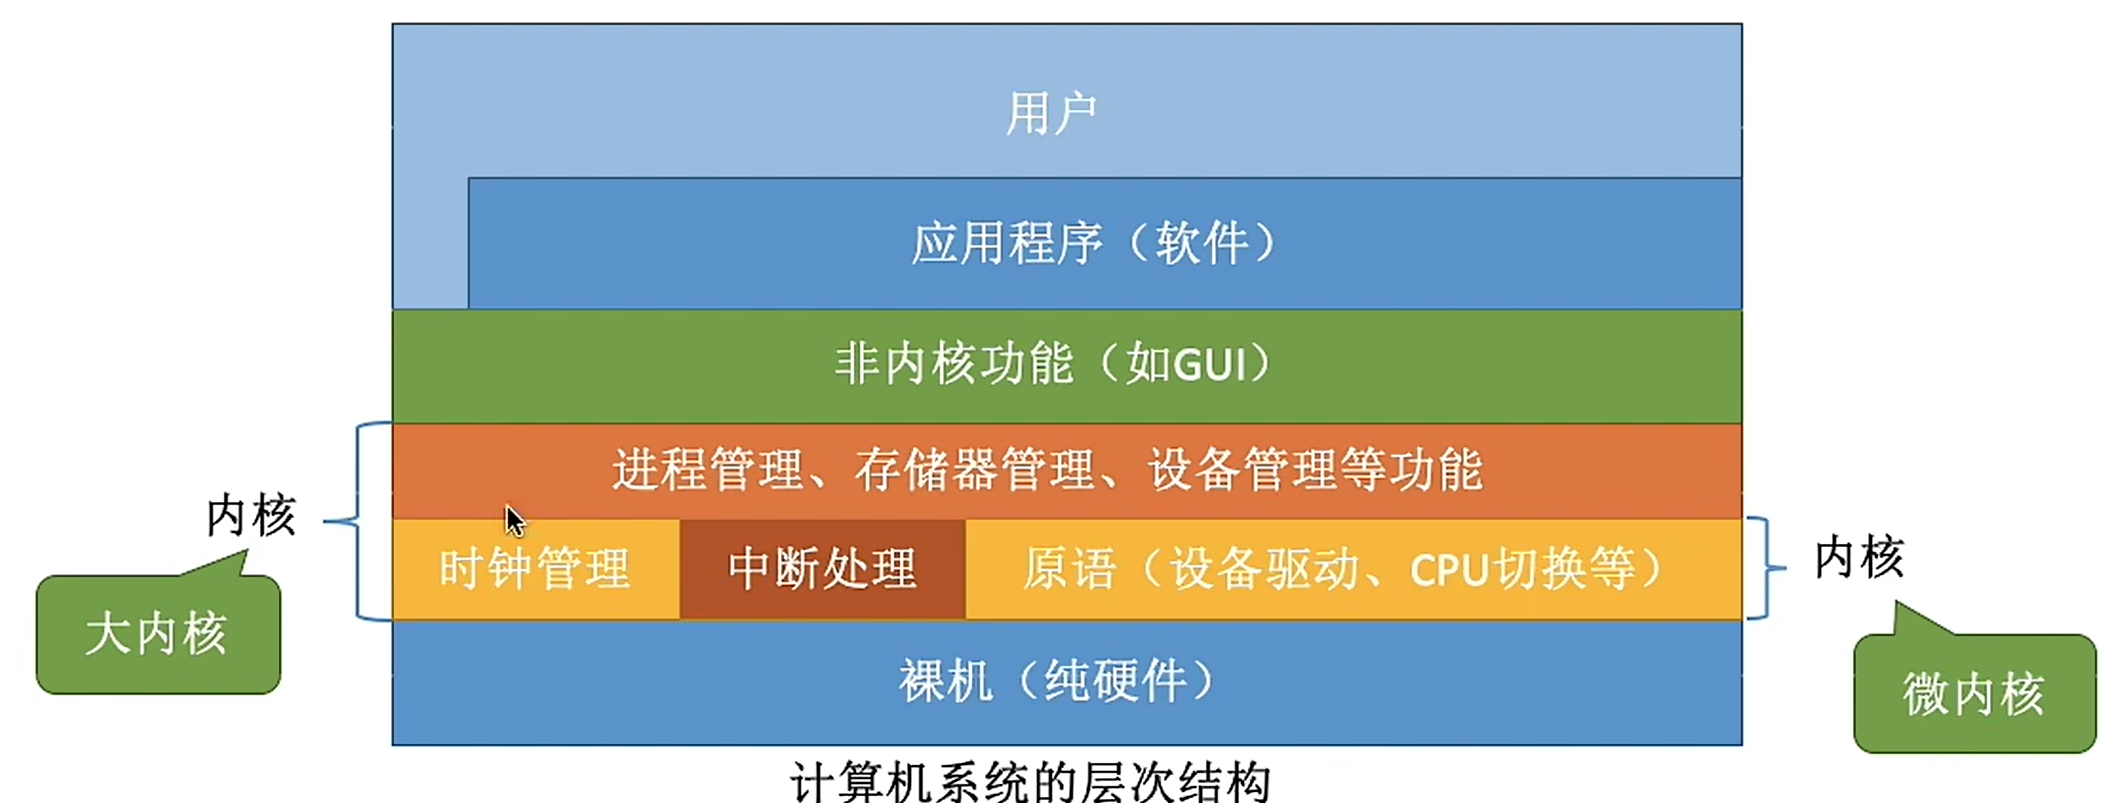 用户
应用程序（软件）
非内核功能（如GUI）
进程管理、存储器管理、设备管理等功能
内核
大内核
时钟管理
中断处理
原语（设备驱动、CPU切换等）
内核
微内核
裸机（纯硬件）
计算机系统的层次结构